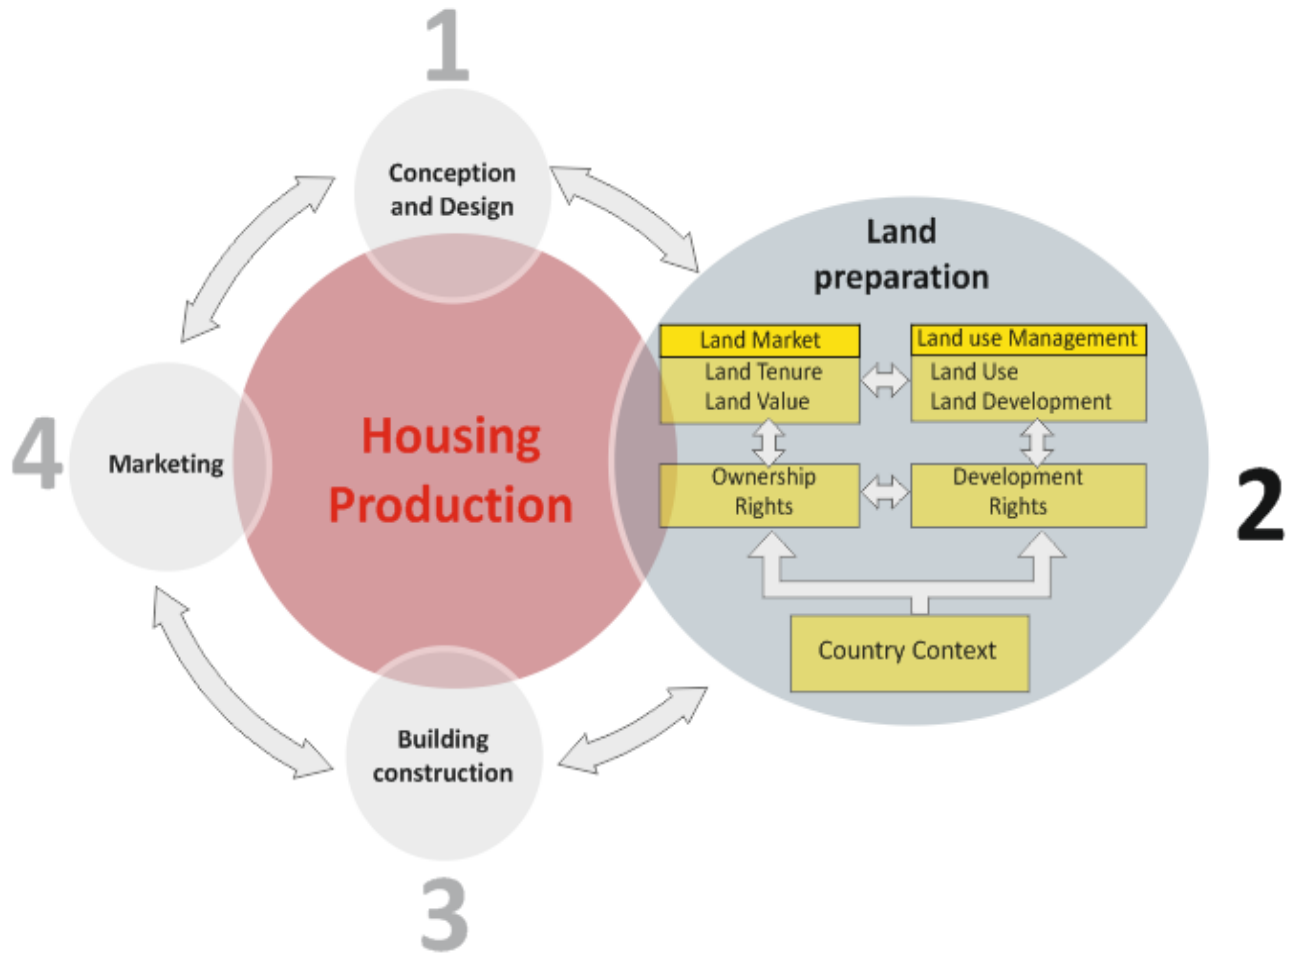 1
Conception
and Design
Land
preparation
Land Market
Land Tenure
Land Value
Land use Management
Land Use
Land Development
Ownership
Rights
Development
Rights
Country Context
2
Housing
Production
4
Marketing
Building
construction
3